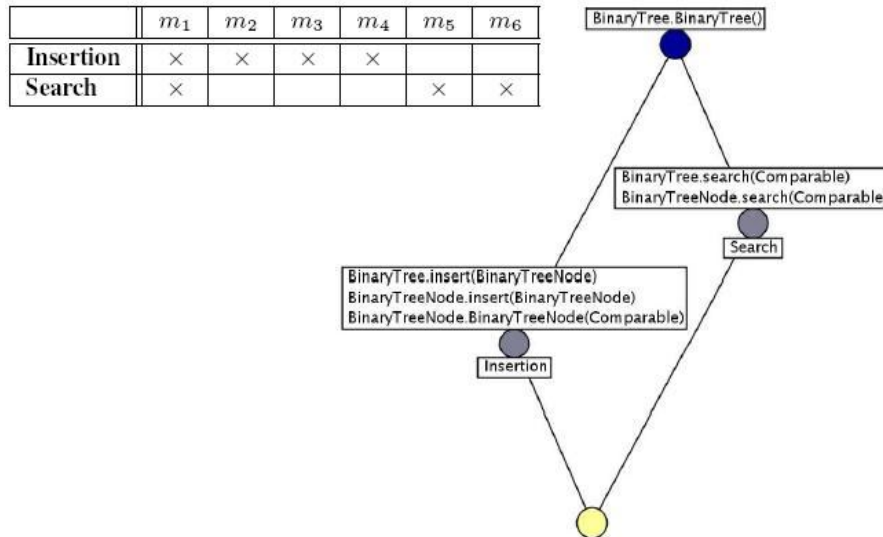 m₁ m₂ m₃ m₄ m₅ m₆
Insertion × × × ×
Search × × ×
BinaryTree.BinaryTree()
BinaryTree.search(Comparable)
BinaryTreeNode.search(Comparable
Search
BinaryTree.insert(BinaryTreeNode)
BinaryTreeNode.insert(BinaryTreeNode)
BinaryTreeNode.BinaryTreeNode(Comparable)
Insertion